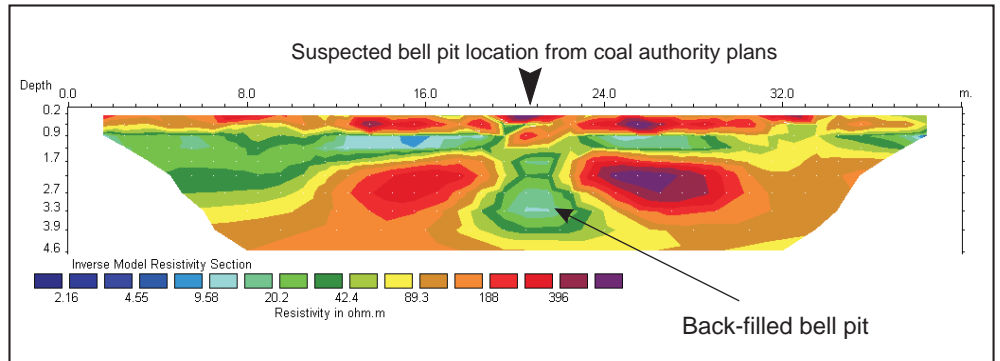 Suspected bell pit location from coal authority plans
Depth 0.0 8.0 16.0 24.0 32.0 m.
0.2
0.9
1.7
2.7
3.3
3.9
4.6
Inverse Model Resistivity Section
2.16 4.55 9.58 20.2 42.4 89.3 188 396
Resistivity in ohm.m
Back-filled bell pit